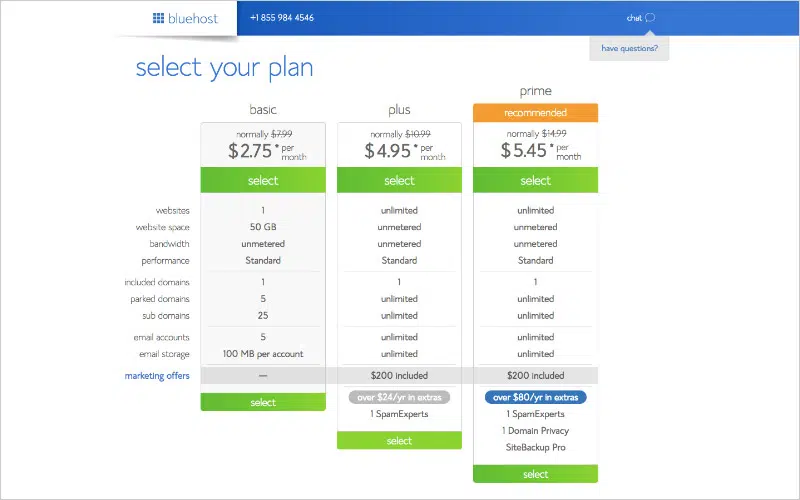 bluehost
+1 855 984 4546
chat
have questions?
select your plan
basic
plus
prime
recommended
normally $7.99
$2.75 * per month
normally $10.99
$4.95 * per month
normally $14.99
$5.45 * per month
select
select
select
websites 1 unlimited unlimited
website space 50 GB unmetered unmetered
bandwidth unmetered unmetered unmetered
performance Standard Standard Standard
included domains 1 1 1
parked domains 5 unlimited unlimited
sub domains 25 unlimited unlimited
email accounts 5 unlimited unlimited
email storage 100 MB per account unlimited unlimited
marketing offers — $200 included $200 included
select
over $24/yr in extras
1 SpamExperts
select
over $80/yr in extras
1 SpamExperts
1 Domain Privacy
SiteBackup Pro
select